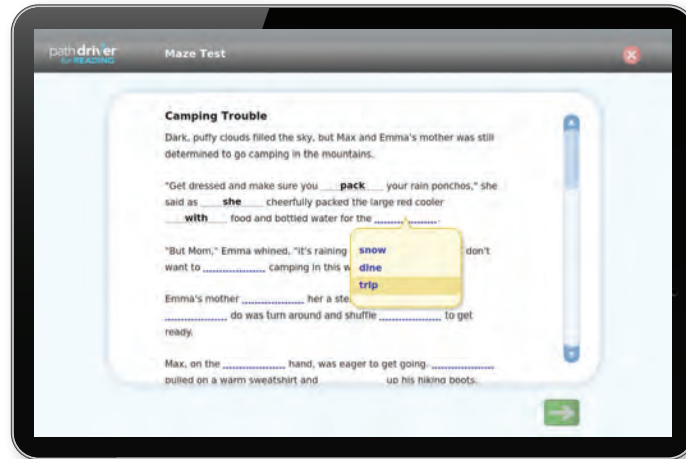 pathdriver
for READING
Maze Test
Camping Trouble
Dark, puffy clouds filled the sky, but Max and Emma's mother was still
determined to go camping in the mountains.
"Get dressed and make sure you pack your rain ponchos," she
said as she cheerfully packed the large red cooler
with food and bottled water for the .
"But Mom," Emma whined, "it's raining don't
want to camping in this w
snow
dine
trip
Emma's mother her a ste
do was turn around and shuffle to get
ready.
Max, on the hand, was eager to get going.
pulled on a warm sweatshirt and up his hiking boots.